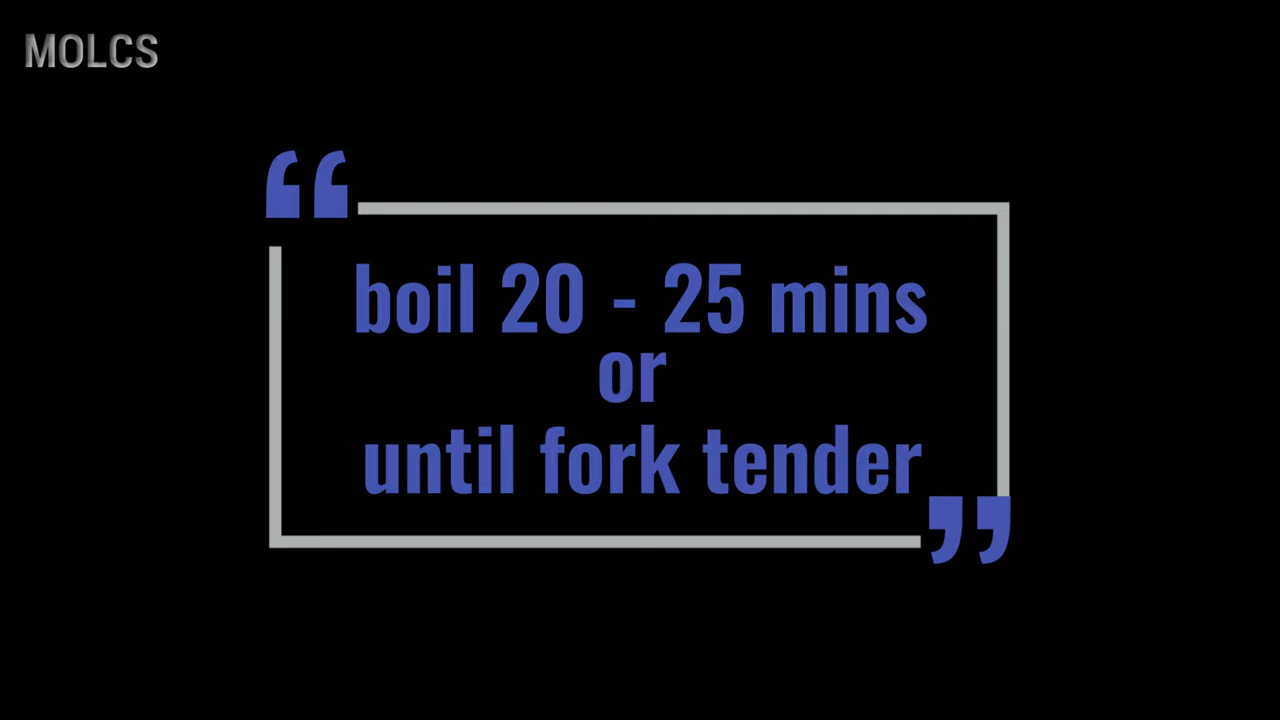 MOLCS
“
boil 20 - 25 mins
or
until fork tender
”